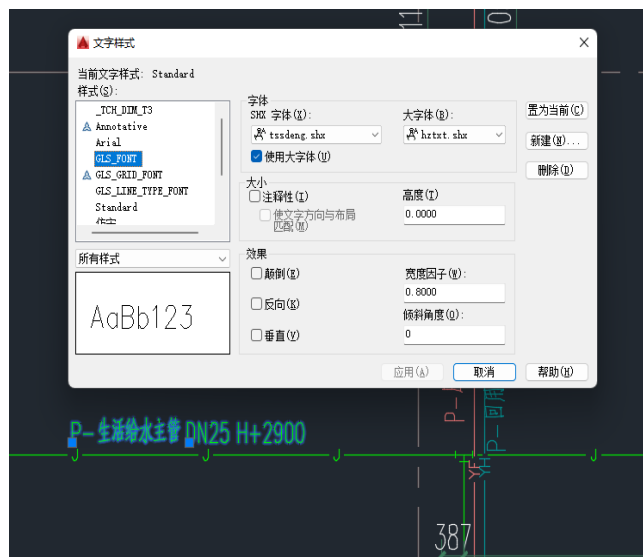 11
文字样式
当前文字样式: Standard
样式(S):
_TCH_DIM_T3
Annotative
Arial
GLS_FONT
GLS_GRID_FONT
GLS_LINE_TYPE_FONT
Standard
所有样式
AaBb123
字体
SHX 字体(X):
tssdeng.shx
使用大字体(U)
大字体(B):
hztxt.shx
大小
注释性(I)
使文字方向与布局
匹配(M)
高度(T)
0.0000
效果
颠倒(E)
反向(K)
垂直(V)
宽度因子(W):
0.8000
倾斜角度(O):
0
置为当前(C)
新建(N)...
删除(D)
应用(A)
取消
帮助(H)
P-生活给水主管 DN25 H+2900
J
J
J
J
P-
P-回用
YF
YH
387